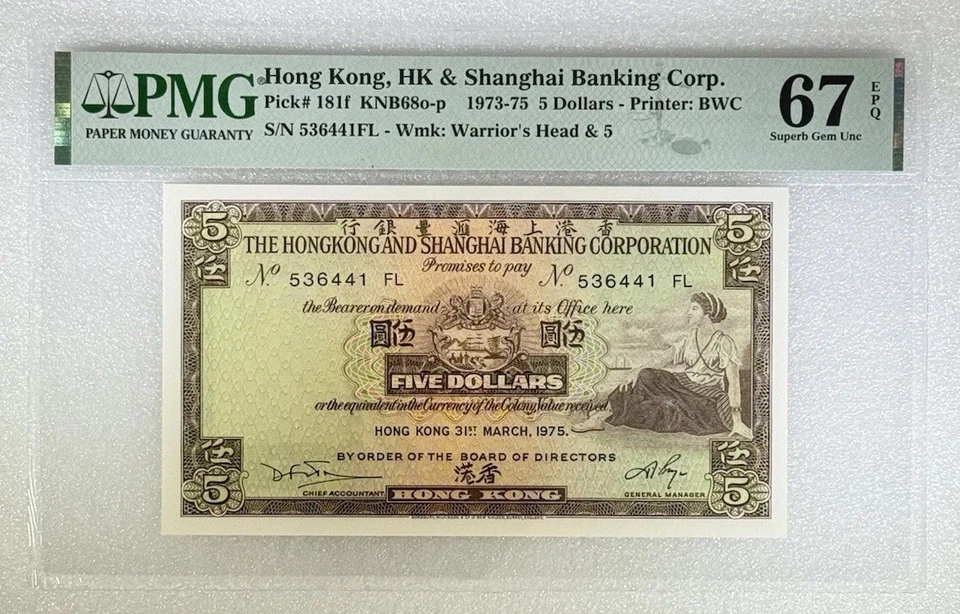 PMG®
PAPER MONEY GUARANTY
Hong Kong, HK & Shanghai Banking Corp.
Pick# 181f KNB68o-p 1973-75 5 Dollars - Printer: BWC
S/N 536441FL - Wmk: Warrior's Head & 5
67 EPQ
Superb Gem Unc
5 5
行銀豐滙海上港香
THE HONGKONG AND SHANGHAI BANKING CORPORATION
伍 伍
Promises to pay
Nº 536441 FL Nº 536441 FL
the Bearer on demand at its Office here
圓伍 圓伍
FIVE DOLLARS
or the equivalent in the Currency of the Colony, Value received.
HONG KONG 31ST MARCH, 1975.
BY ORDER OF THE BOARD OF DIRECTORS
伍 伍
港香
CHIEF ACCOUNTANT HONG KONG GENERAL MANAGER
5 5